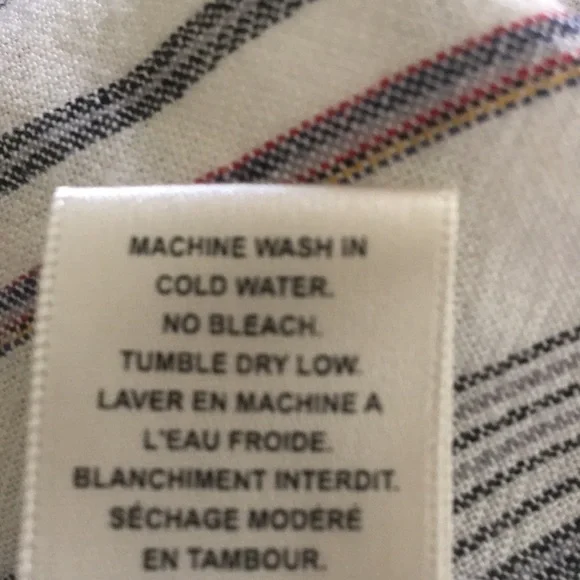 MACHINE WASH IN
COLD WATER.
NO BLEACH.
TUMBLE DRY LOW.
LAVER EN MACHINE A
L'EAU FROIDE.
BLANCHIMENT INTERDIT.
SÉCHAGE MODÉRÉ
EN TAMBOUR.